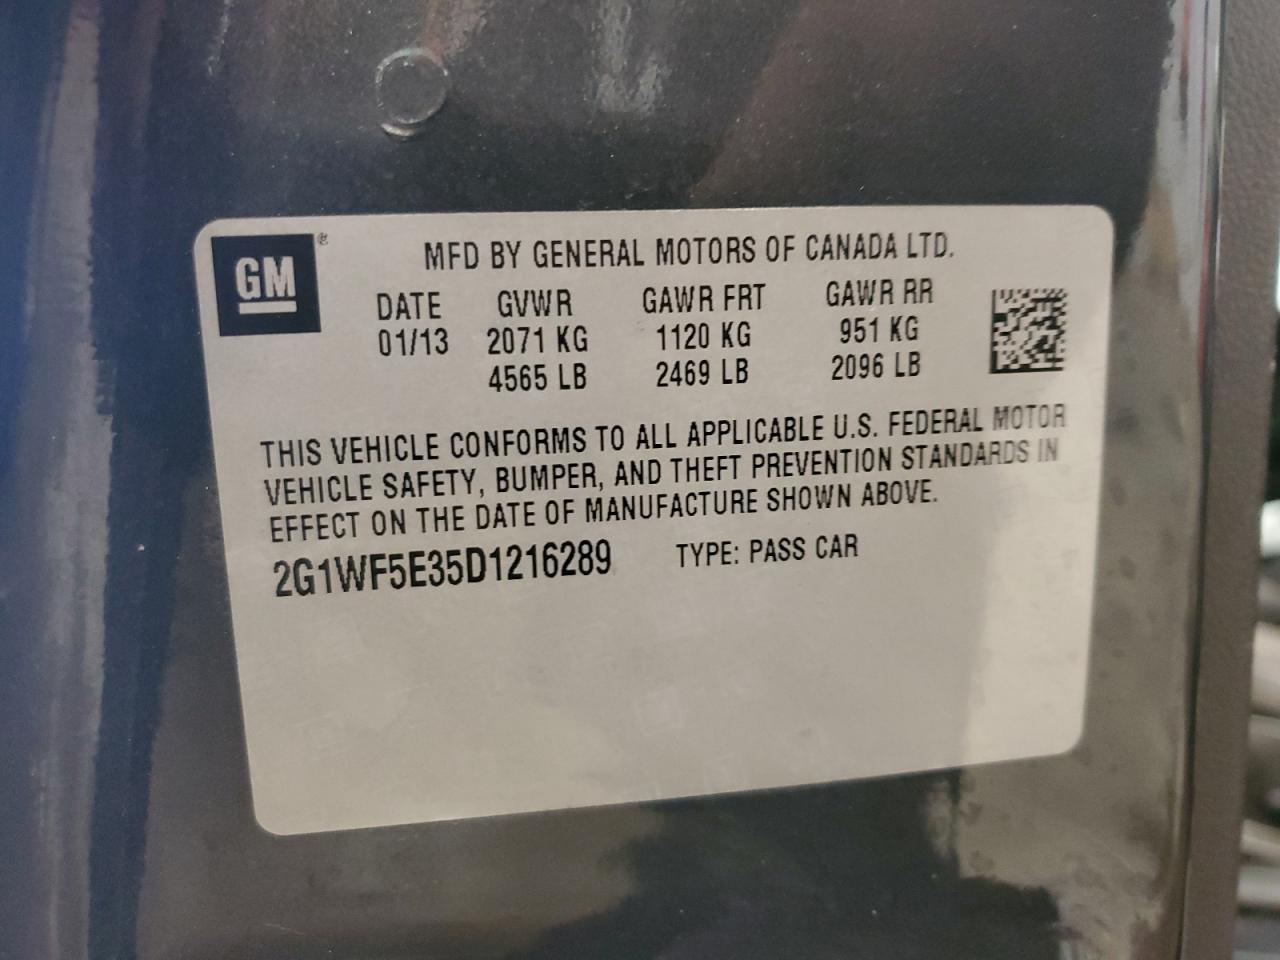 GM®
MFD BY GENERAL MOTORS OF CANADA LTD.
DATE GVWR GAWR FRT GAWR RR
01/13 2071 KG 1120 KG 951 KG
4565 LB 2469 LB 2096 LB
THIS VEHICLE CONFORMS TO ALL APPLICABLE U.S. FEDERAL MOTOR
VEHICLE SAFETY, BUMPER, AND THEFT PREVENTION STANDARDS IN
EFFECT ON THE DATE OF MANUFACTURE SHOWN ABOVE.
2G1WF5E35D1216289 TYPE: PASS CAR